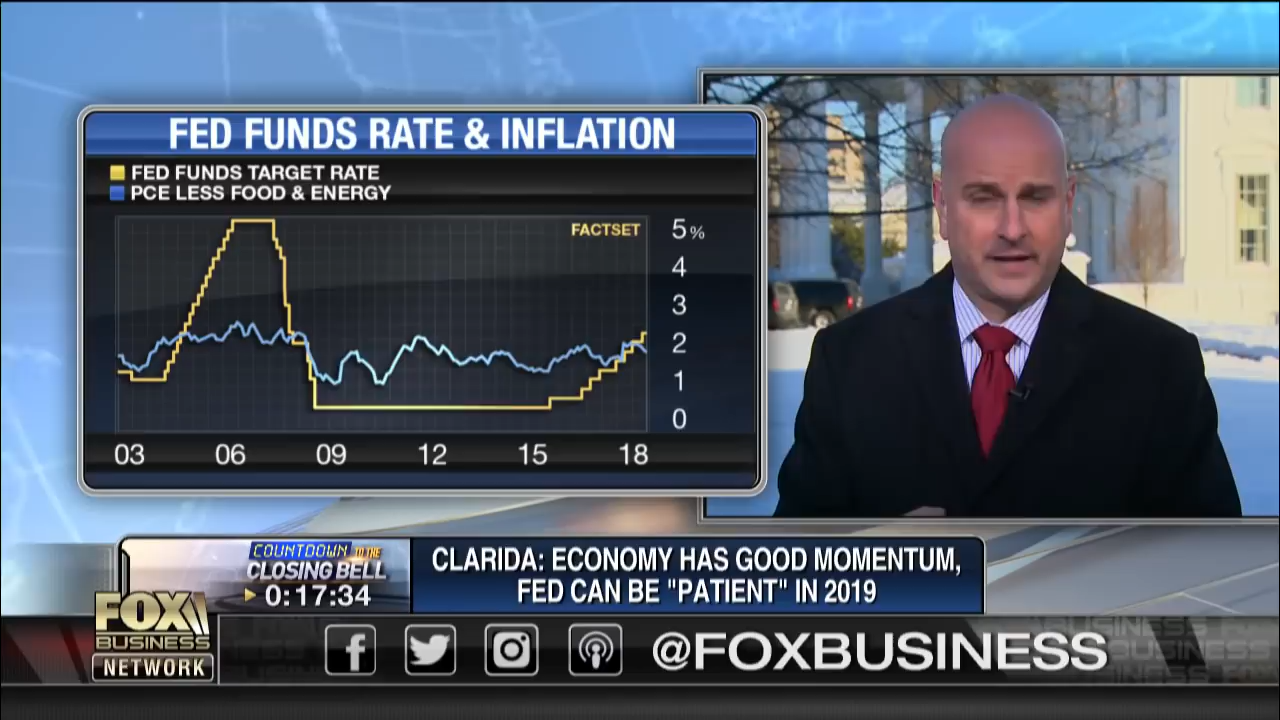 FED FUNDS RATE & INFLATION
FED FUNDS TARGET RATE
PCE LESS FOOD & ENERGY
FACTSET
5%
4
3
2
1
0
03 06 09 12 15 18
COUNTDOWN TO THE
CLOSING BELL
0:17:34
CLARIDA: ECONOMY HAS GOOD MOMENTUM,
FED CAN BE "PATIENT" IN 2019
FOX
BUSINESS
NETWORK
@FOXBUSINESS